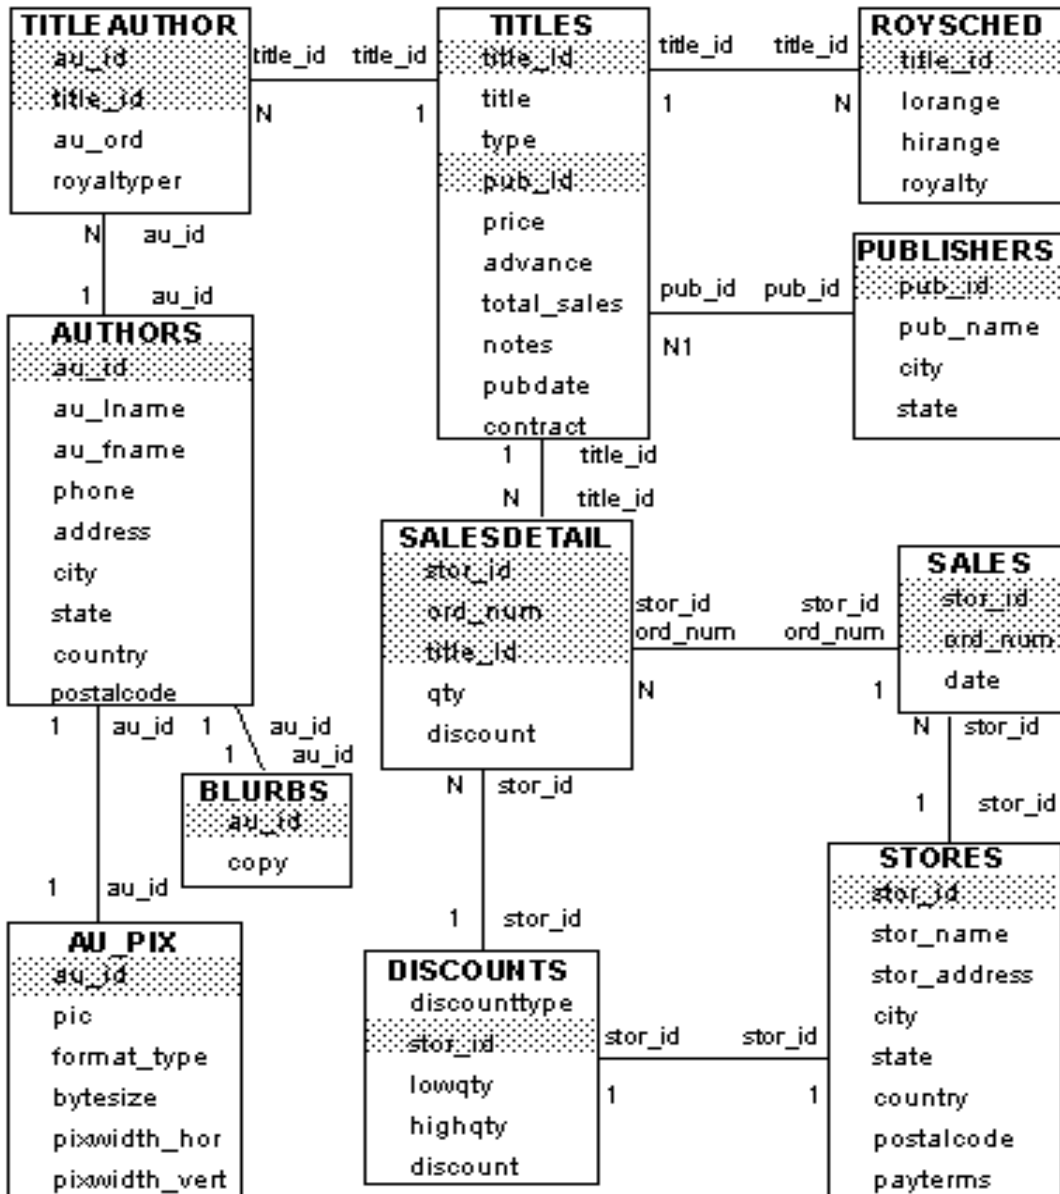 TITLEAUTHOR
au_id
title_id
au_ord
royaltyper
title_id title_id
N 1
TITLES
title_id
title
type
pub_id
price
advance
total_sales
notes
pubdate
contract
title_id title_id
1 N
ROYSCHED
title_id
lorange
hirange
royalty
N au_id
1 au_id
pub_id pub_id
N1
PUBLISHERS
pub_id
pub_name
city
state
AUTHORS
au_id
au_lname
au_fname
phone
address
city
state
country
postalcode
1 title_id
N title_id
SALESDETAIL
stor_id
ord_num
title_id
qty
discount
stor_id stor_id
ord_num ord_num
N 1
SALES
stor_id
ord_num
date
1 au_id 1 au_id
1 au_id
BLURBS
au_id
copy
N stor_id
1 stor_id
N stor_id
1 stor_id
1 au_id
AU_PIX
au_id
pic
format_type
bytesize
pixwidth_hor
pixwidth_vert
DISCOUNTS
discounttype
stor_id
lowqty
highqty
discount
stor_id stor_id
1 1
STORES
stor_id
stor_name
stor_address
city
state
country
postalcode
payterms